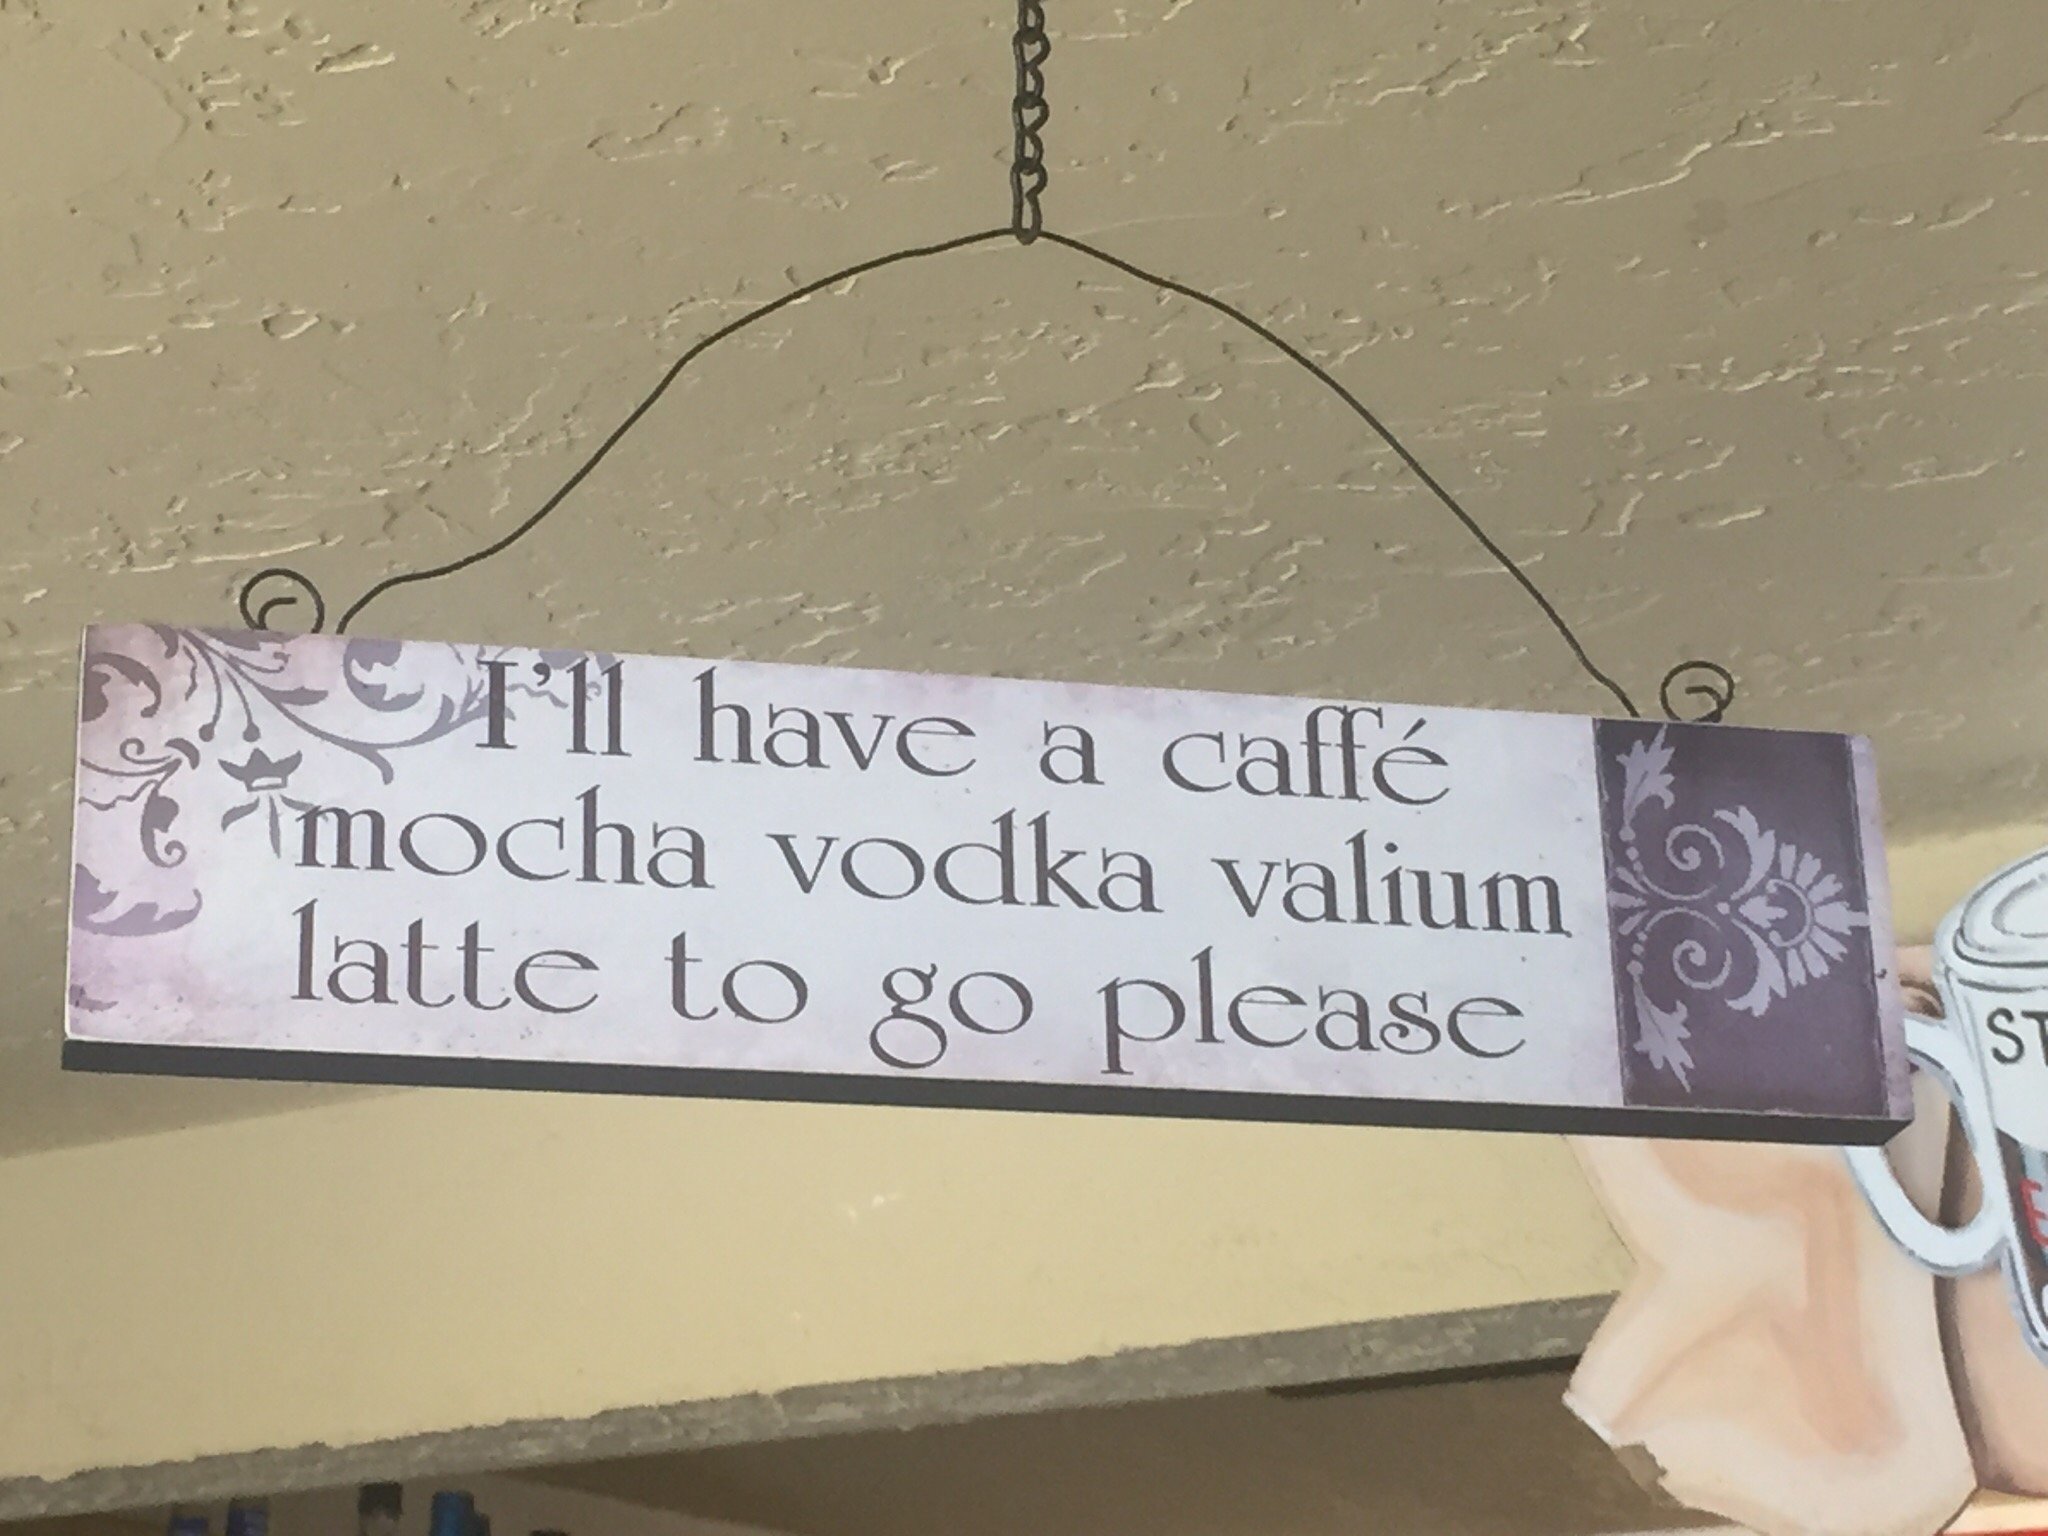 I'll have a caffé
mocha vodka valium
latte to go please